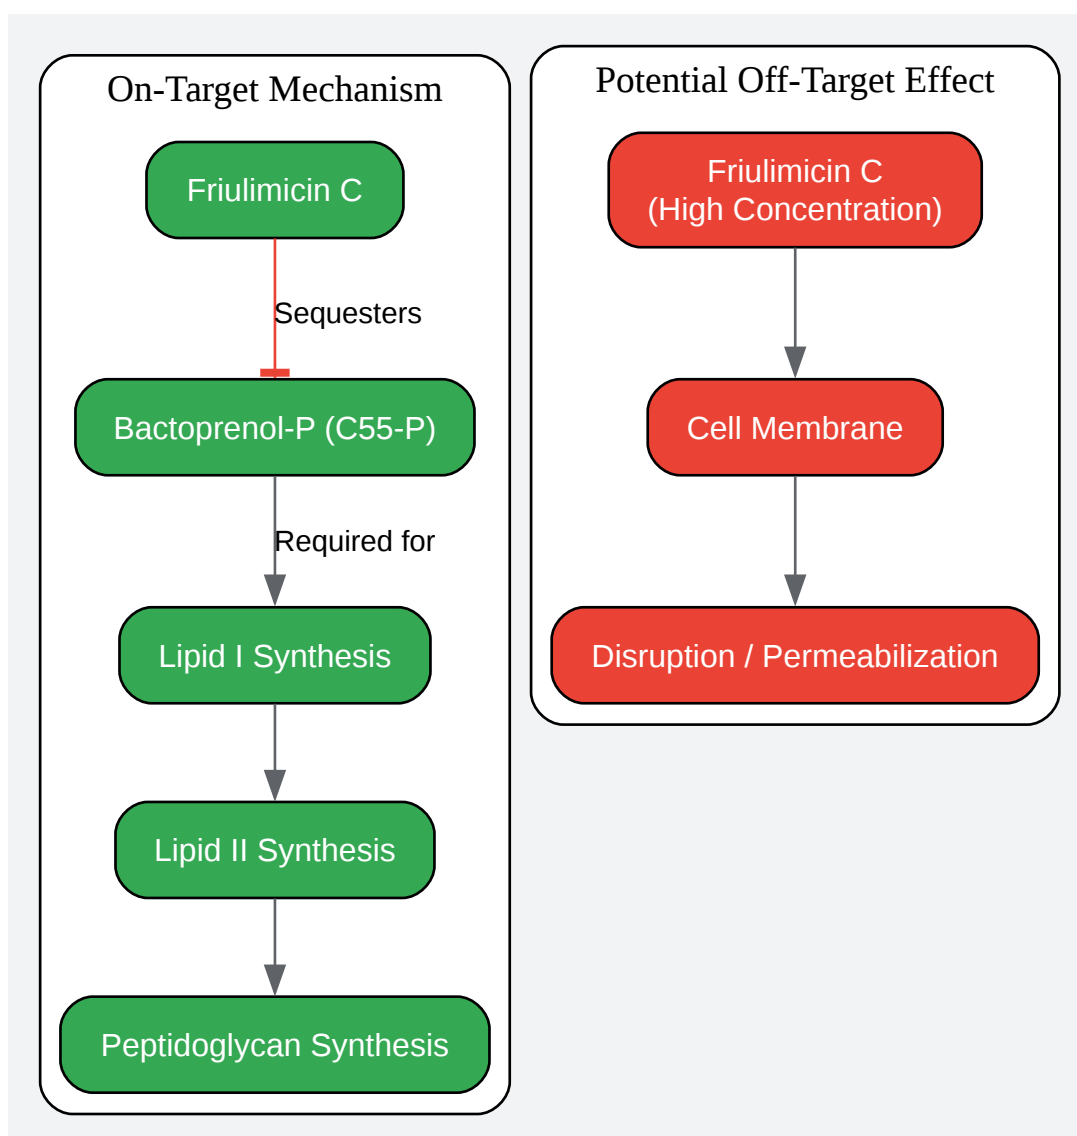 On-Target Mechanism
Friulimicin C
Sequesters
Bactoprenol-P (C55-P)
Required for
Lipid I Synthesis
Lipid II Synthesis
Peptidoglycan Synthesis
Potential Off-Target Effect
Friulimicin C
(High Concentration)
Cell Membrane
Disruption / Permeabilization